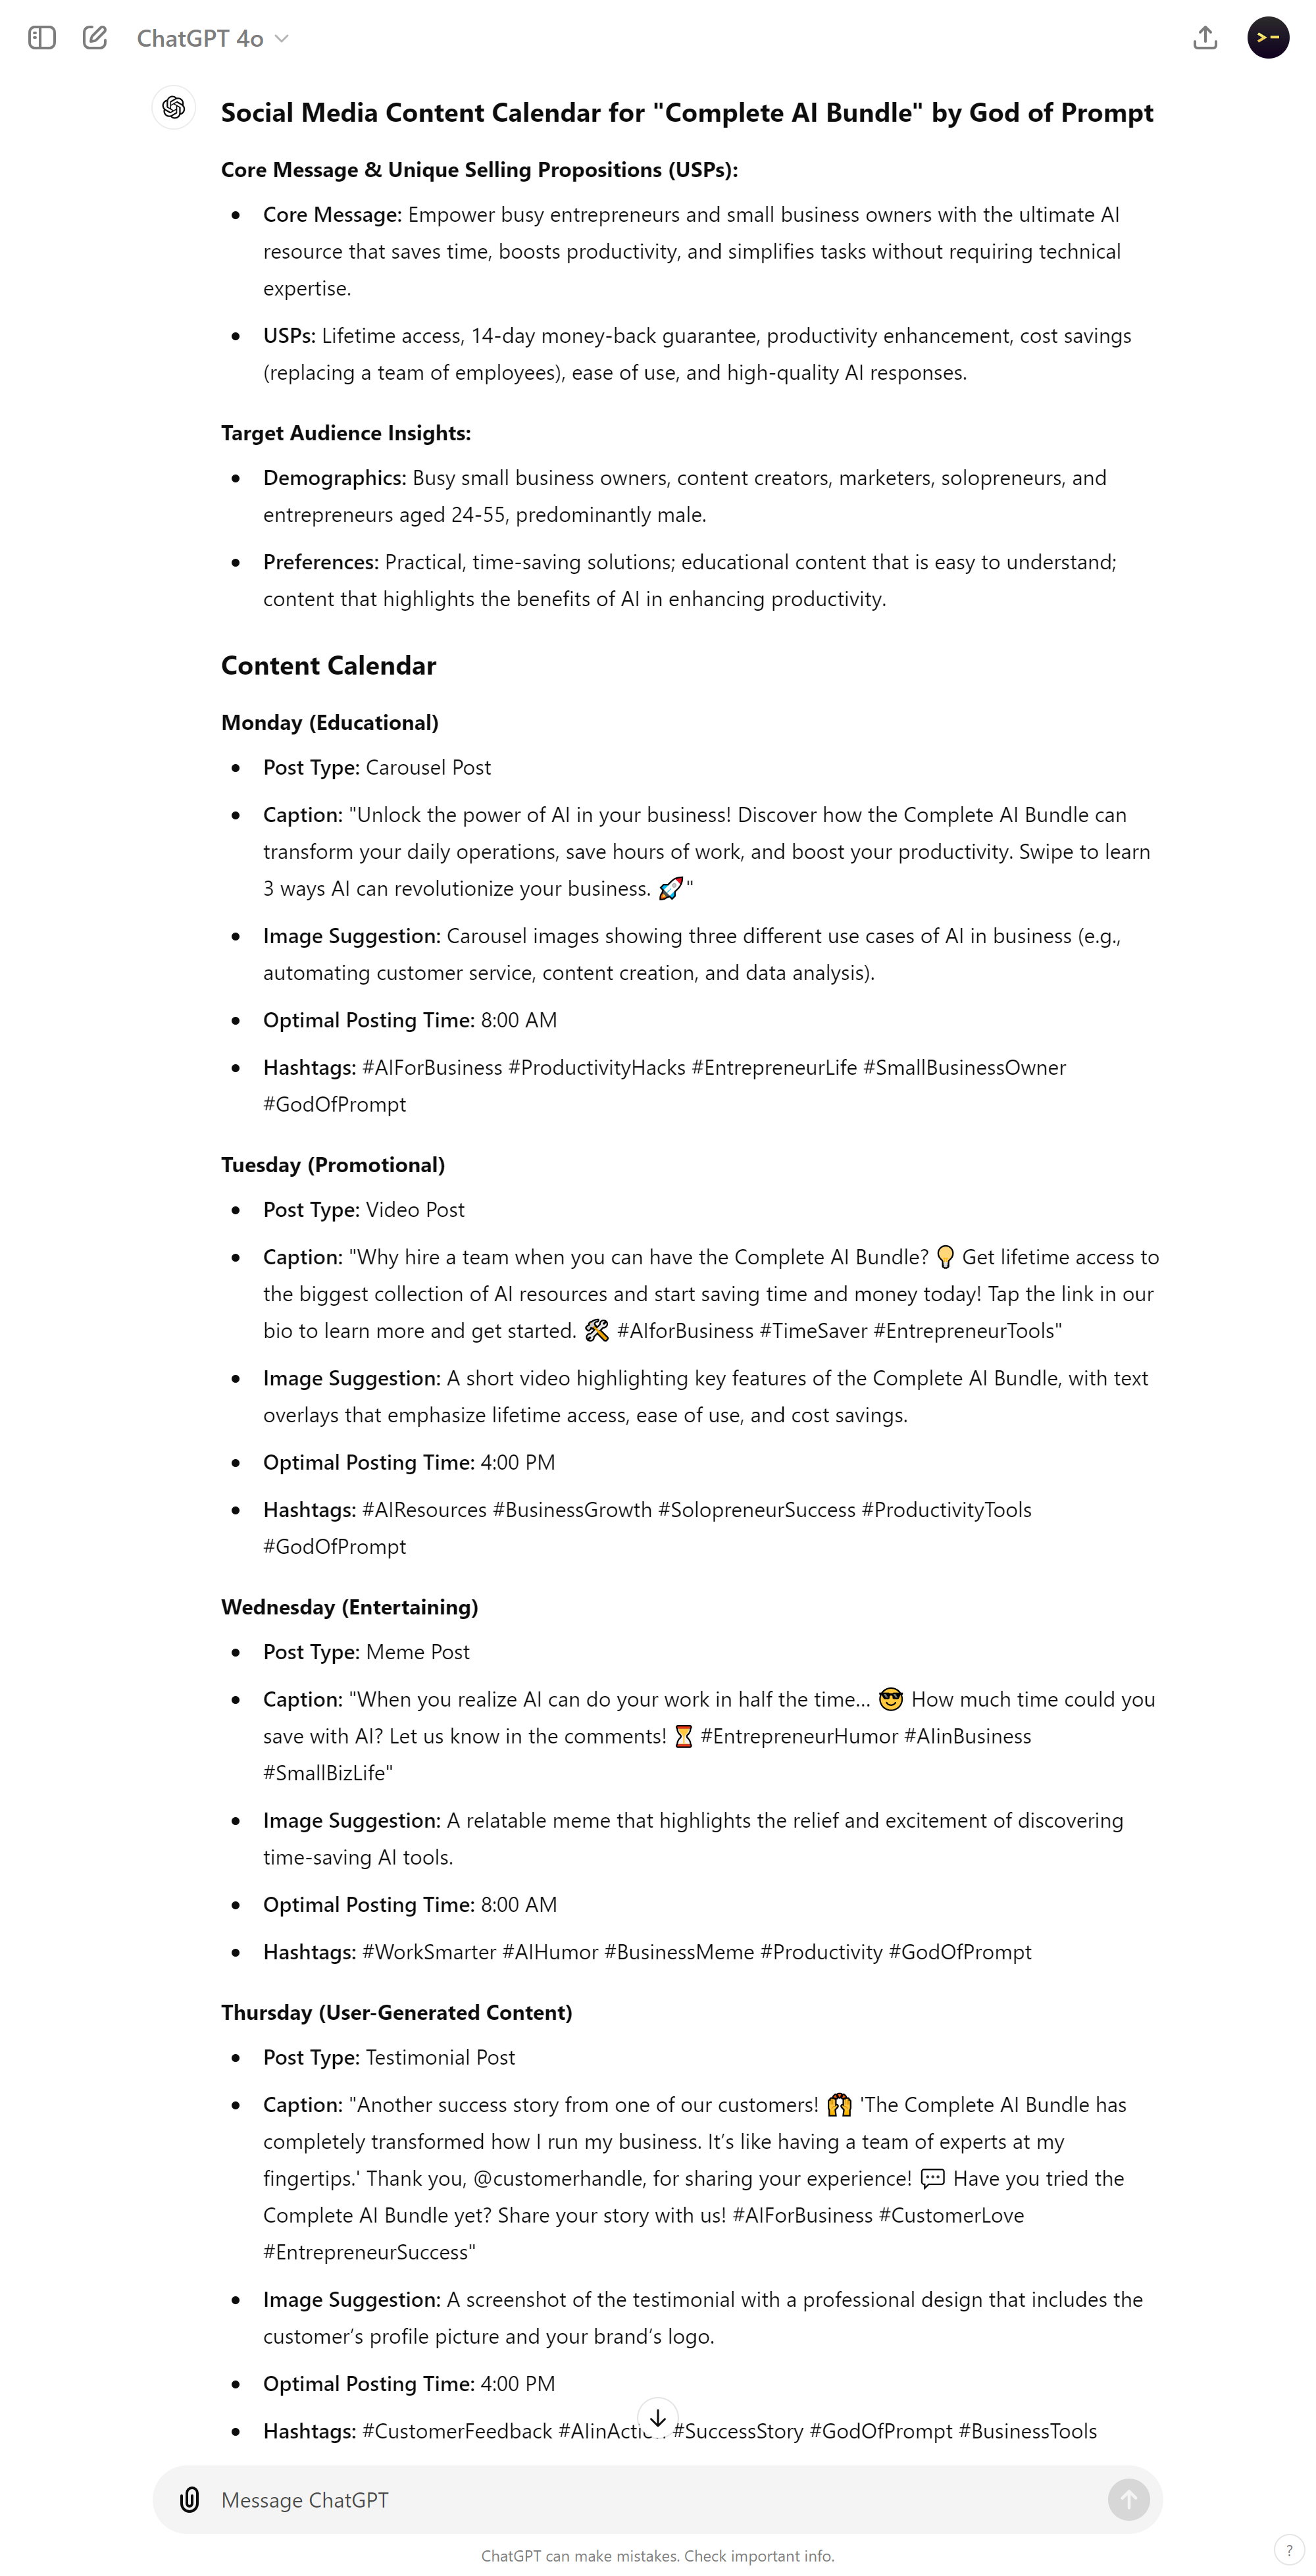 ChatGPT 4o
Social Media Content Calendar for "Complete AI Bundle" by God of Prompt
Core Message & Unique Selling Propositions (USPs):
Core Message: Empower busy entrepreneurs and small business owners with the ultimate AI
resource that saves time, boosts productivity, and simplifies tasks without requiring technical
expertise.
USPs: Lifetime access, 14-day money-back guarantee, productivity enhancement, cost savings
(replacing a team of employees), ease of use, and high-quality AI responses.
Target Audience Insights:
Demographics: Busy small business owners, content creators, marketers, solopreneurs, and
entrepreneurs aged 24-55, predominantly male.
Preferences: Practical, time-saving solutions; educational content that is easy to understand;
content that highlights the benefits of AI in enhancing productivity.
Content Calendar
Monday (Educational)
Post Type: Carousel Post
Caption: "Unlock the power of AI in your business! Discover how the Complete AI Bundle can
transform your daily operations, save hours of work, and boost your productivity. Swipe to learn
3 ways AI can revolutionize your business. 🚀"
Image Suggestion: Carousel images showing three different use cases of AI in business (e.g.,
automating customer service, content creation, and data analysis).
Optimal Posting Time: 8:00 AM
Hashtags: #AIForBusiness #ProductivityHacks #EntrepreneurLife #SmallBusinessOwner
#GodOfPrompt
Tuesday (Promotional)
Post Type: Video Post
Caption: "Why hire a team when you can have the Complete AI Bundle? 💡 Get lifetime access to
the biggest collection of AI resources and start saving time and money today! Tap the link in our
bio to learn more and get started. 🛠️ #AIforBusiness #TimeSaver #EntrepreneurTools"
Image Suggestion: A short video highlighting key features of the Complete AI Bundle, with text
overlays that emphasize lifetime access, ease of use, and cost savings.
Optimal Posting Time: 4:00 PM
Hashtags: #AIResources #BusinessGrowth #SolopreneurSuccess #ProductivityTools
#GodOfPrompt
Wednesday (Entertaining)
Post Type: Meme Post
Caption: "When you realize AI can do your work in half the time... 😎 How much time could you
save with AI? Let us know in the comments! ⏳ #EntrepreneurHumor #AIinBusiness
#SmallBizLife"
Image Suggestion: A relatable meme that highlights the relief and excitement of discovering
time-saving AI tools.
Optimal Posting Time: 8:00 AM
Hashtags: #WorkSmarter #AIHumor #BusinessMeme #Productivity #GodOfPrompt
Thursday (User-Generated Content)
Post Type: Testimonial Post
Caption: "Another success story from one of our customers! 🙌 'The Complete AI Bundle has
completely transformed how I run my business. It’s like having a team of experts at my
fingertips.' Thank you, @customerhandle, for sharing your experience! 💬 Have you tried the
Complete AI Bundle yet? Share your story with us! #AIForBusiness #CustomerLove
#EntrepreneurSuccess"
Image Suggestion: A screenshot of the testimonial with a professional design that includes the
customer’s profile picture and your brand’s logo.
Optimal Posting Time: 4:00 PM
Hashtags: #CustomerFeedback #SuccessStory #GodOfPrompt #BusinessTools
Message ChatGPT
ChatGPT can make mistakes. Check important info.
?